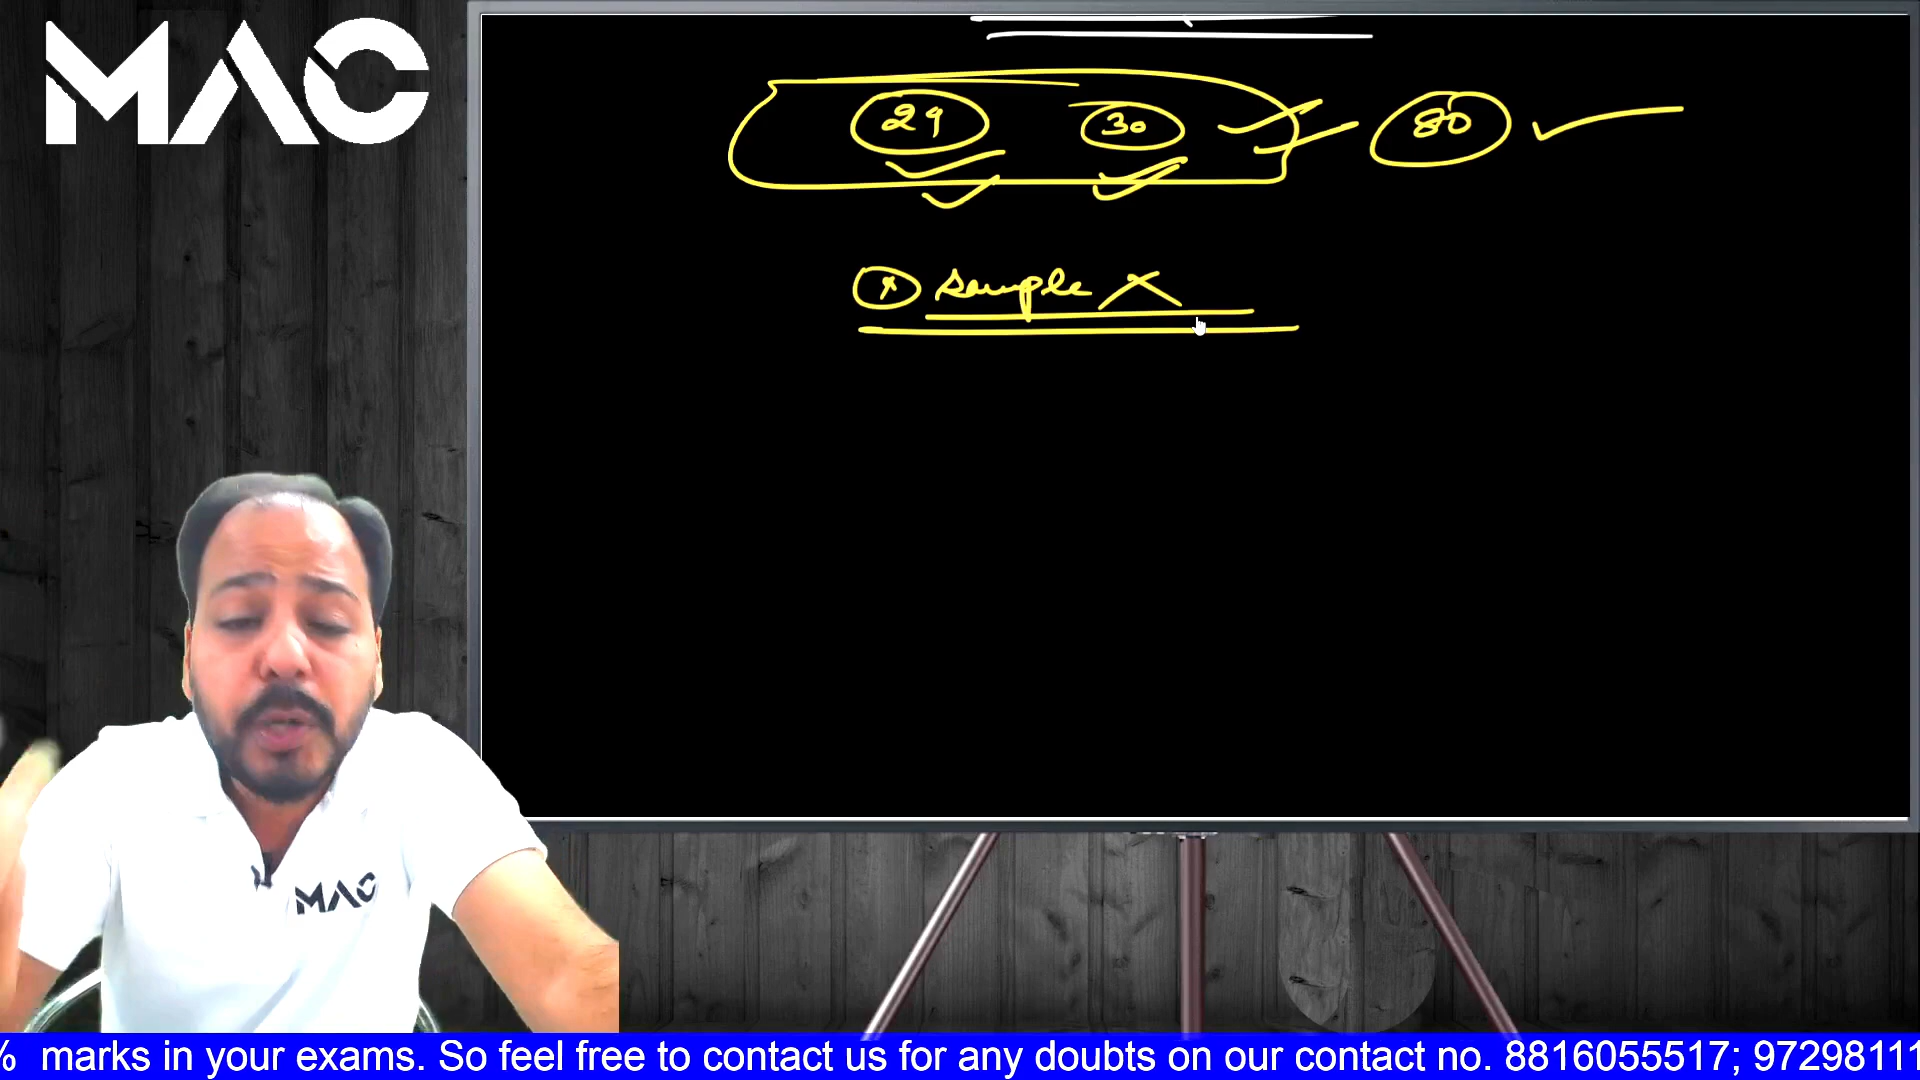 MAC
29 30 80
sample
MAC
% marks in your exams. So feel free to contact us for any doubts on our contact no. 8816055517; 97298111